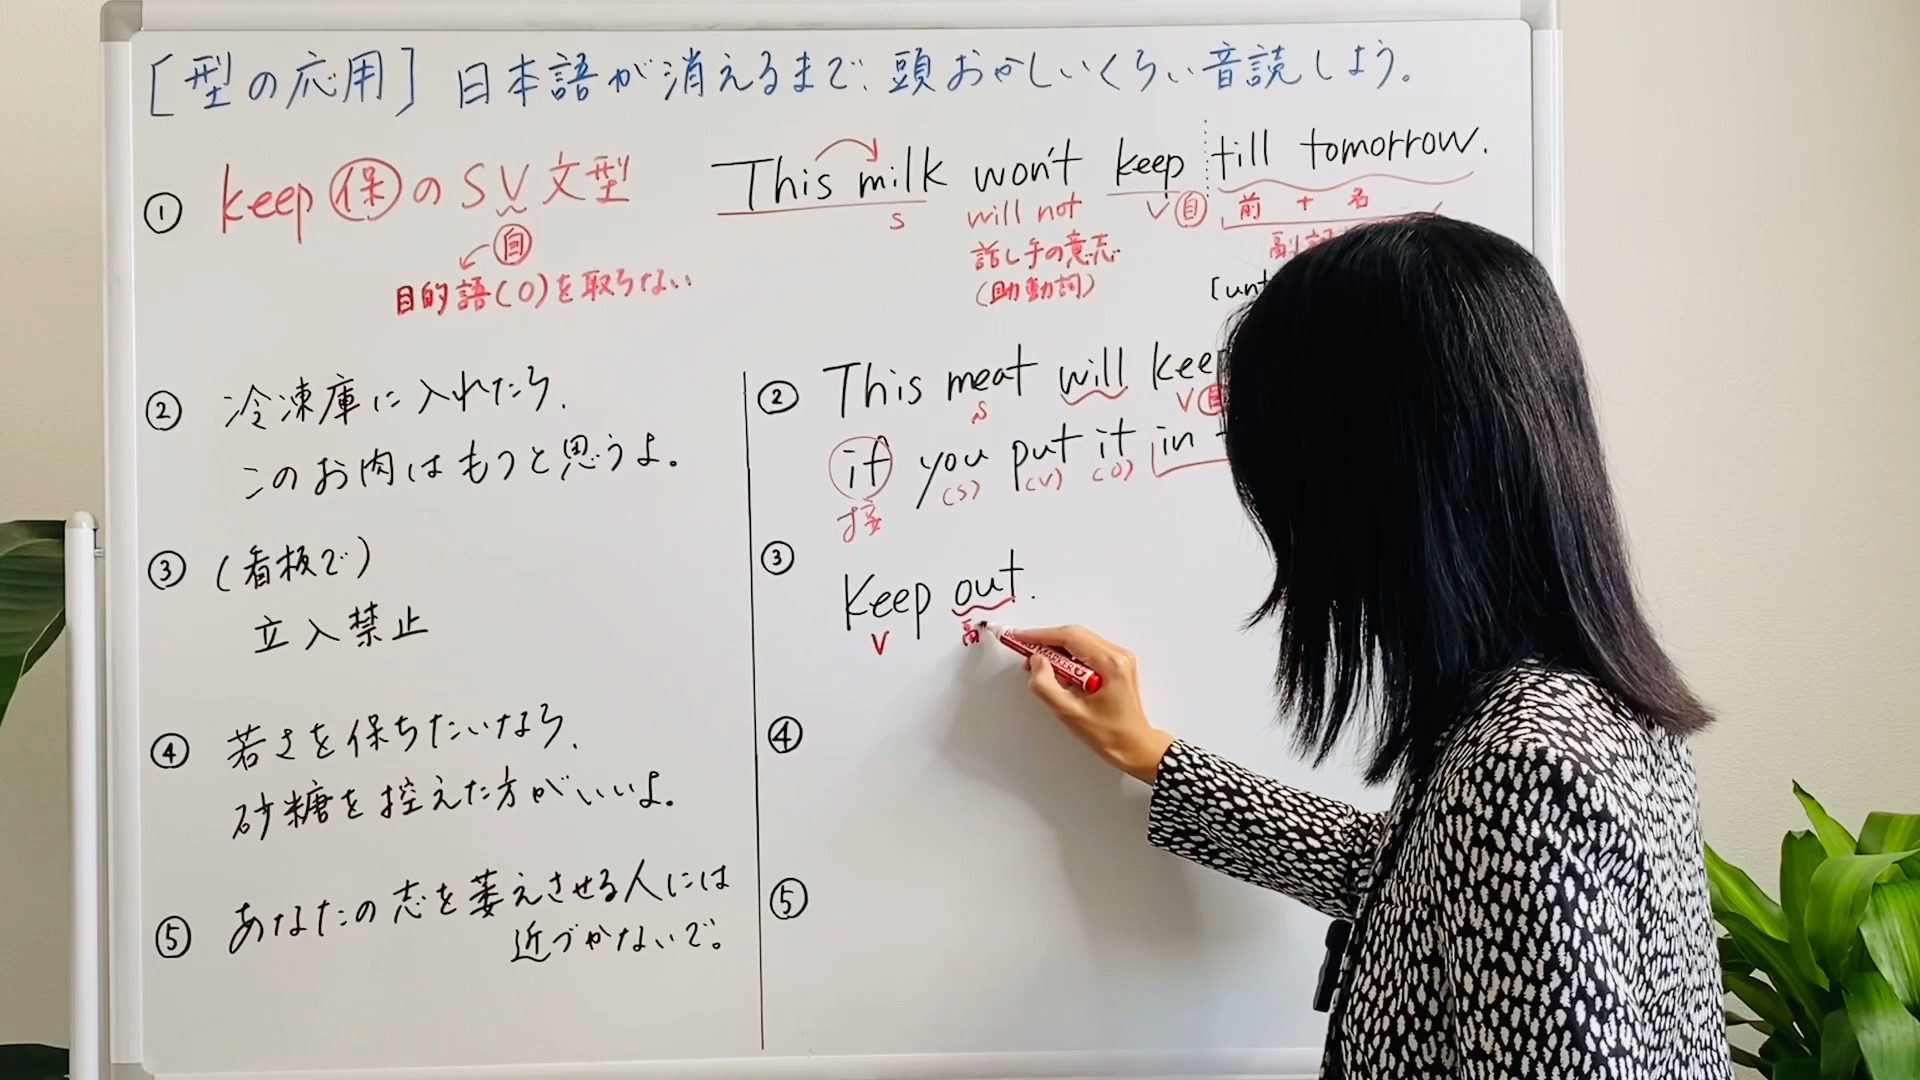 [型の応用] 日本語が消えるまで、頭おかしいくらい音読しよう。
① keep 保 の SV文型
自
目的語(O)を取らない
This milk won't keep till tomorrow.
S will not V 自 前 + 名
話し手の意志
(助動詞)
② 冷凍庫に入れたら、
このお肉はもつと思うよ。
③ (看板で)
立入禁止
④ 若さを保ちたいなら、
砂糖を控えた方がいいよ。
⑤ あなたの志を萎えさせる人には
近づかないで。
② This meat will
S V
if you put it in
接 (S) (V) (O)
③
Keep out.
V
④
⑤
BOARD MARKER